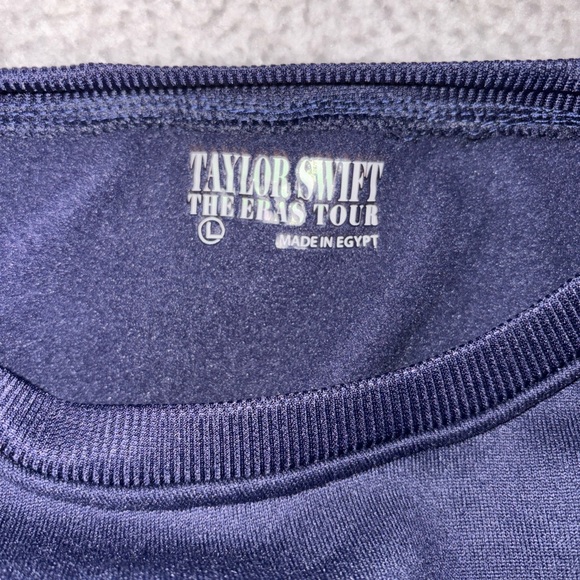 TAYLOR SWIFT
THE ERAS TOUR
L MADE IN EGYPT